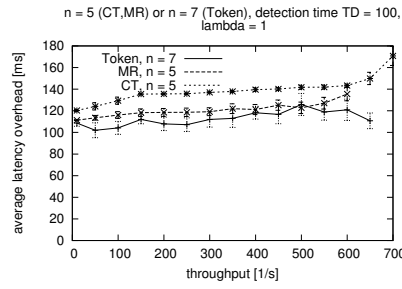 n = 5 (CT,MR) or n = 7 (Token), detection time TD = 100,
lambda = 1
average latency overhead [ms]
180
160
140
120
100
80
60
40
20
0
Token, n = 7
MR, n = 5
CT, n = 5
0 100 200 300 400 500 600 700
throughput [1/s]